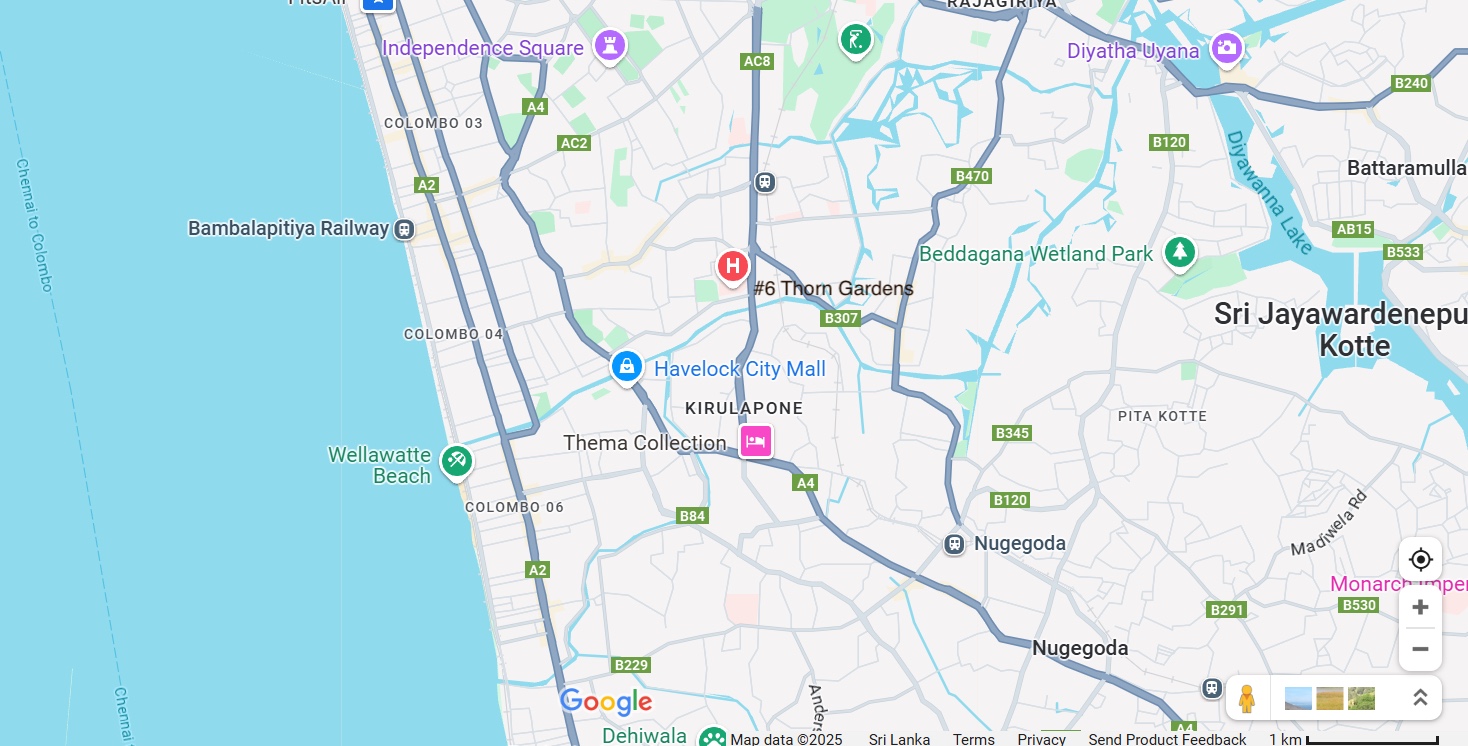 RAJAGIRIYA
Independence Square
Diyatha Uyana
AC8
B240
A4
COLOMBO 03
AC2
B120
Diyawanna Lake
Battaramulla
A2
B470
Chennai to Colombo
Bambalapitiya Railway
AB15
Beddagana Wetland Park
B533
H
#6 Thorn Gardens
B307
Sri Jayawardenepu
Kotte
COLOMBO 04
Havelock City Mall
KIRULAPONE
PITA KOTTE
Thema Collection
B345
Wellawatte
Beach
A4
COLOMBO 06
B84
B120
Madiwela Rd
Nugegoda
A2
Monarch Imper
B530
B291
Nugegoda
B229
Google
Anders
Chennai
A4
Dehiwala
Map data ©2025 Sri Lanka Terms Privacy Send Product Feedback 1 km